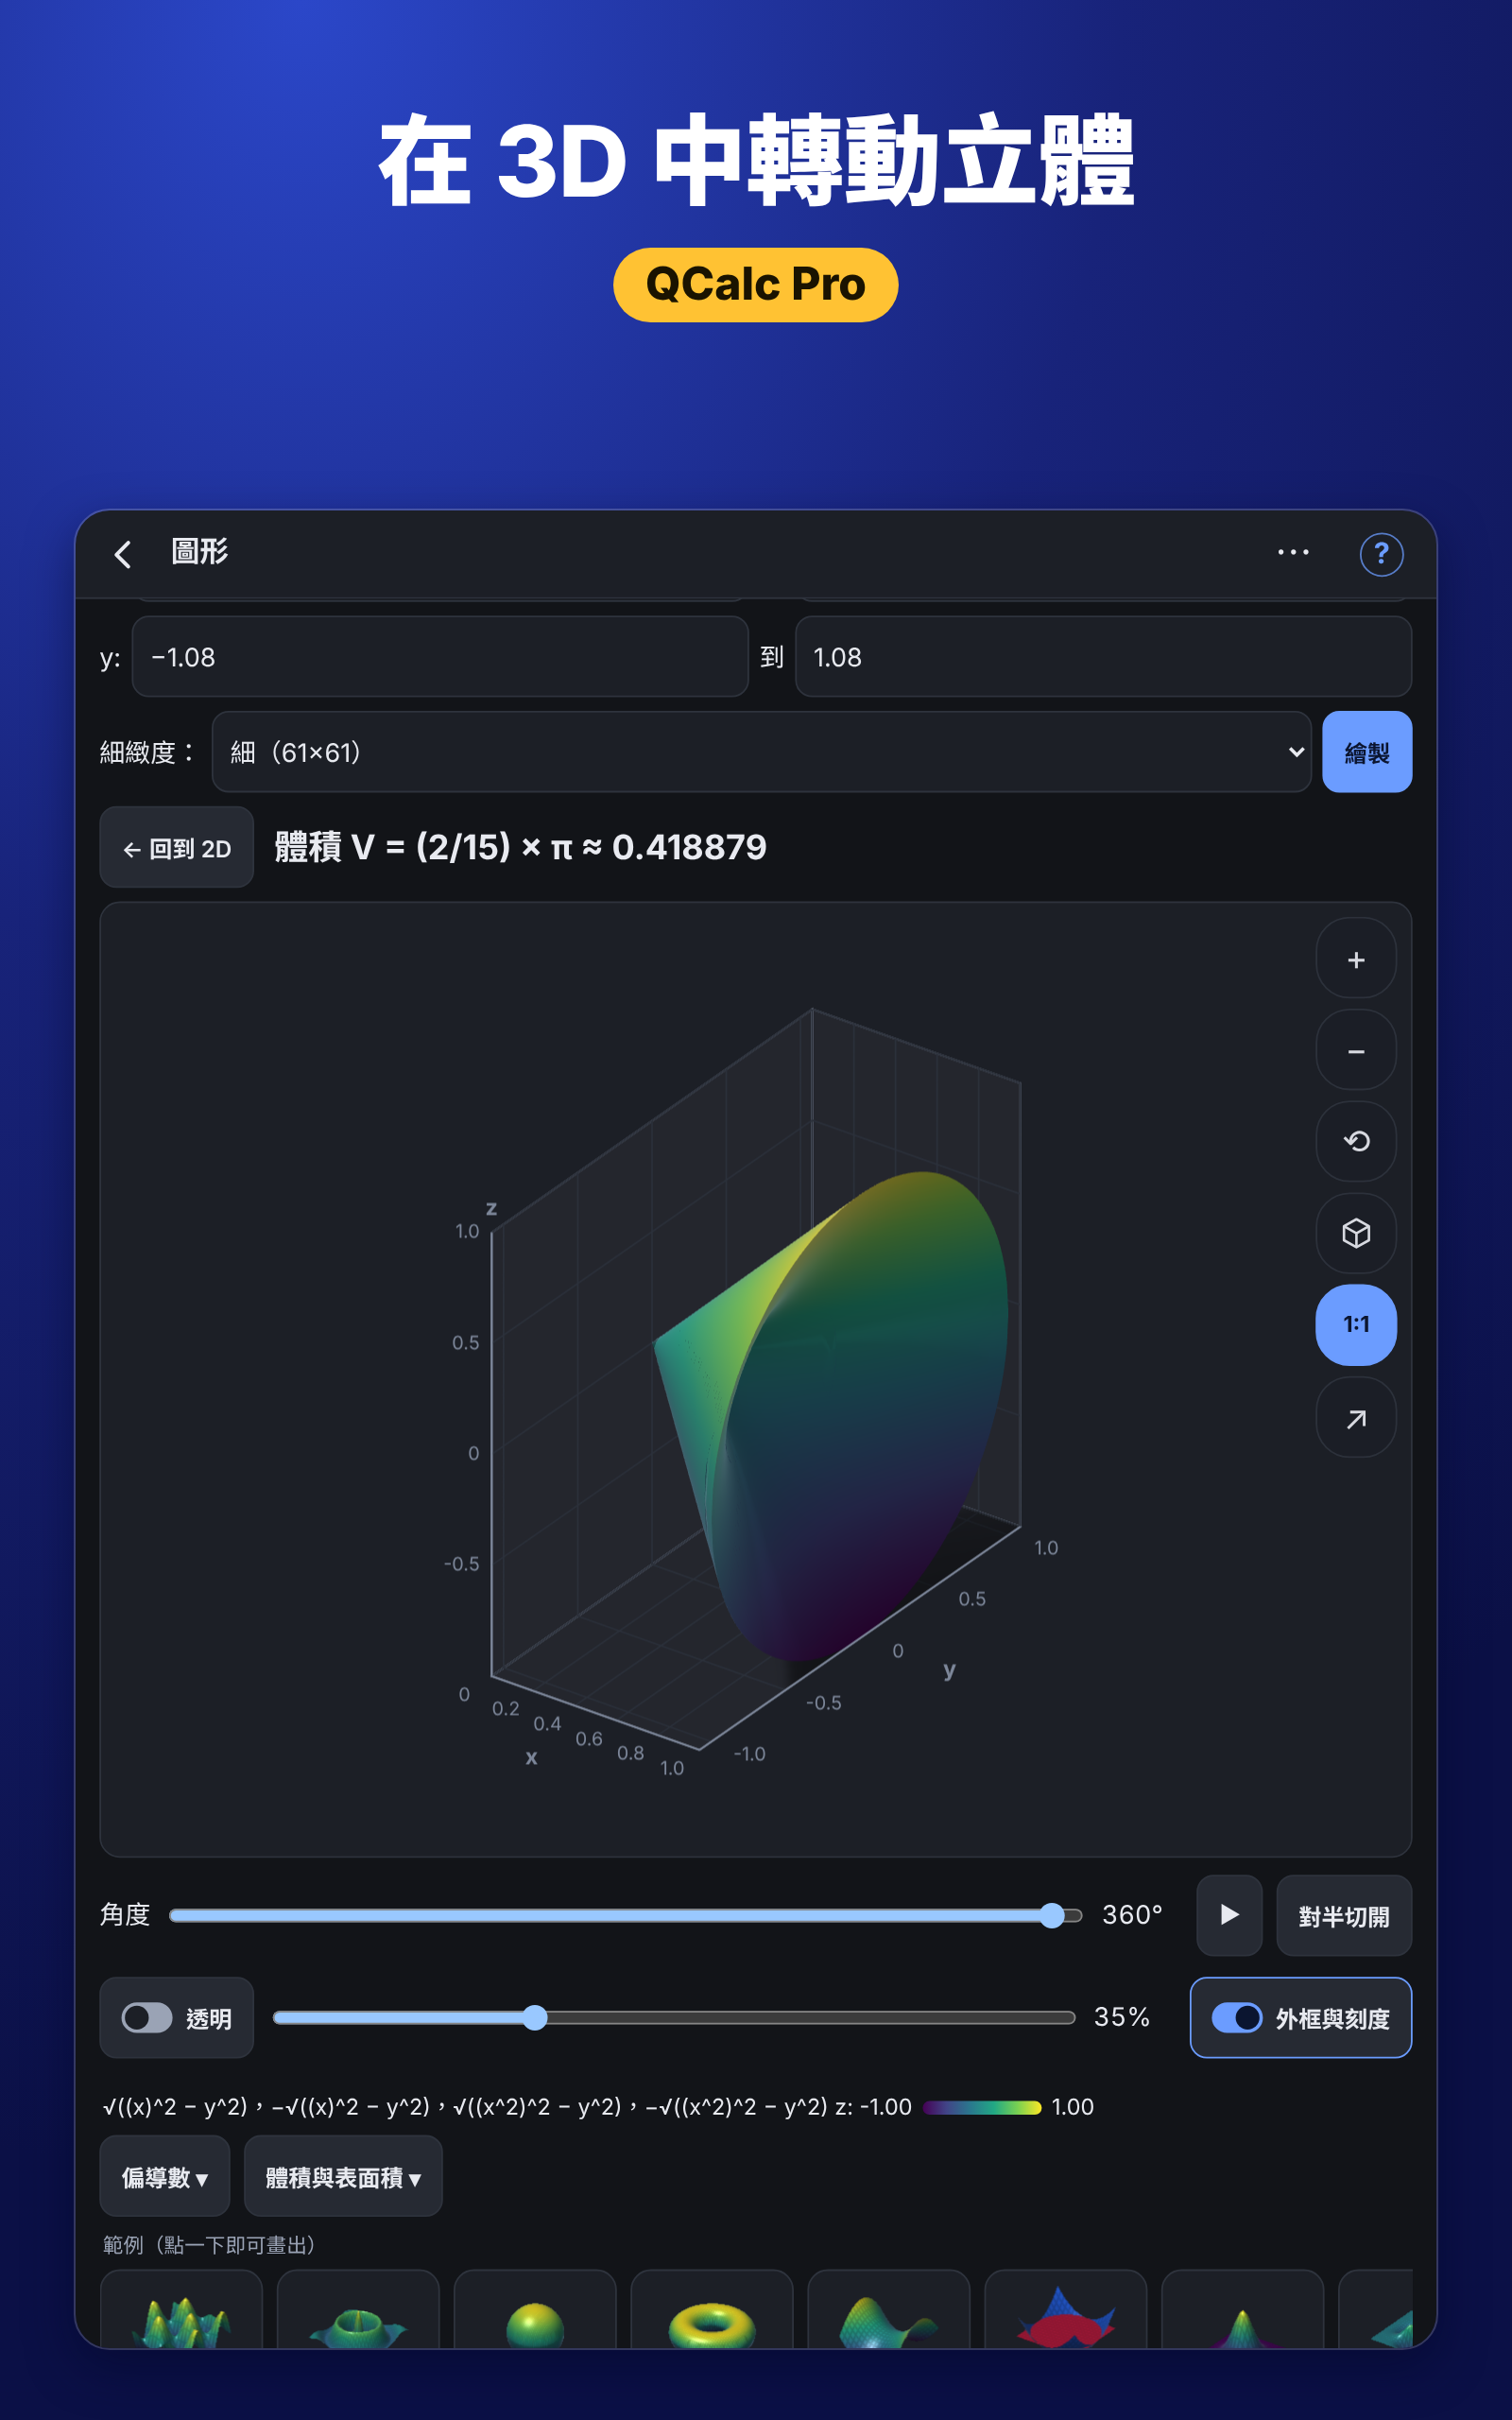 在 3D 中轉動立體
QCalc Pro
圖形
?
y: −1.08 到 1.08
細緻度： 細（61×61） 繪製
← 回到 2D 體積 V = (2/15) × π ≈ 0.418879
+
−
1:1
z
1.0
0.5
0
-0.5
0
0.2
0.4
0.6
0.8
1.0
x
-1.0
-0.5
0
0.5
1.0
y
角度 360° 對半切開
透明 35% 外框與刻度
√((x)^2 − y^2)，−√((x)^2 − y^2)，√((x^2)^2 − y^2)，−√((x^2)^2 − y^2) z: -1.00 1.00
偏導數 ▾ 體積與表面積 ▾
範例（點一下即可畫出）